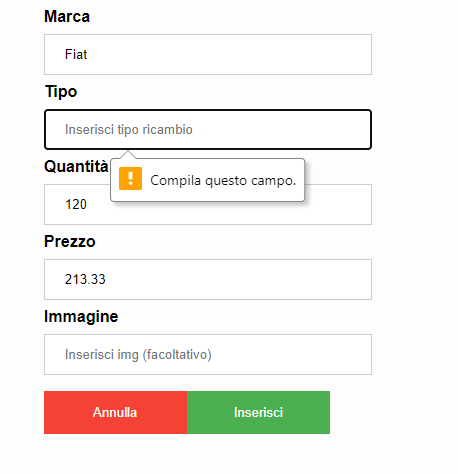 Marca
Fiat
Tipo
Inserisci tipo ricambio
Compila questo campo.
Quantità
120
Prezzo
213.33
Immagine
Inserisci img (facoltativo)
Annulla Inserisci